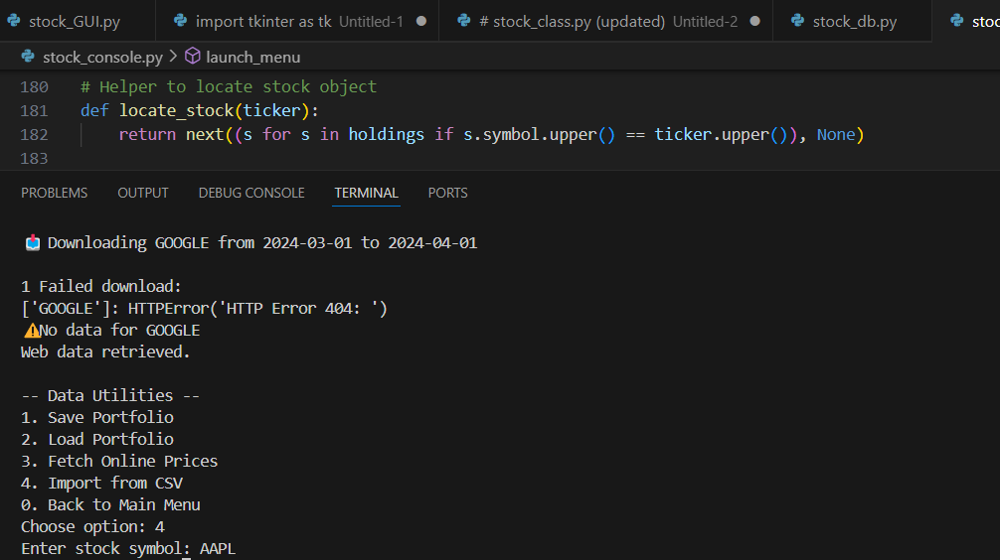 stock_GUI.py import tkinter as tk Untitled-1 # stock_class.py (updated) Untitled-2 stock_db.py stoc
stock_console.py > launch_menu
180 # Helper to locate stock object
181 def locate_stock(ticker):
182 return next((s for s in holdings if s.symbol.upper() == ticker.upper()), None)
183
PROBLEMS OUTPUT DEBUG CONSOLE TERMINAL PORTS
📩 Downloading GOOGLE from 2024-03-01 to 2024-04-01
1 Failed download:
['GOOGLE']: HTTPError('HTTP Error 404: ')
⚠️No data for GOOGLE
Web data retrieved.
-- Data Utilities --
1. Save Portfolio
2. Load Portfolio
3. Fetch Online Prices
4. Import from CSV
0. Back to Main Menu
Choose option: 4
Enter stock symbol: AAPL